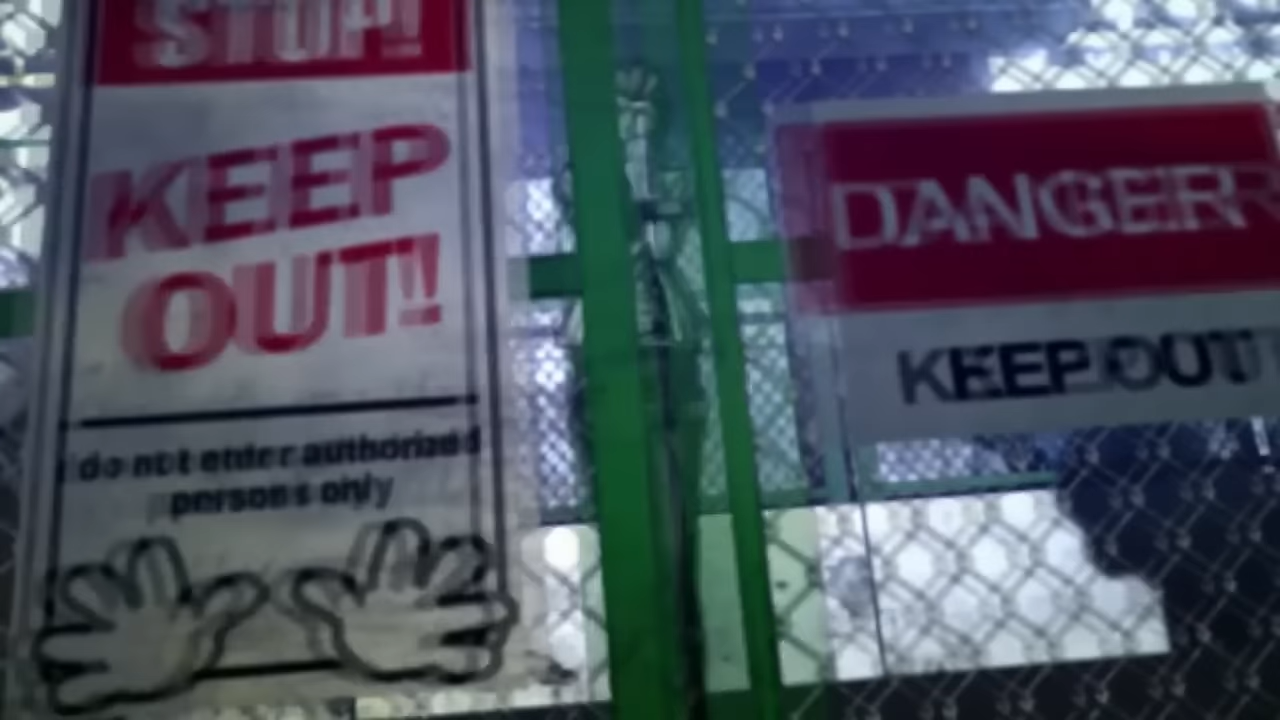 STOP!
KEEP
OUT!!
do not enter authorized
persons only
DANGER
KEEP OUT